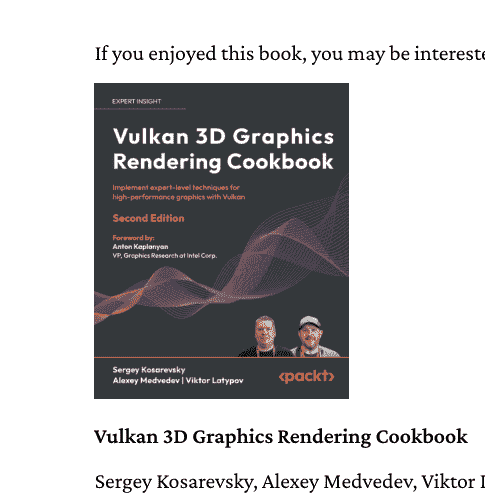 If you enjoyed this book, you may be intereste
EXPERT INSIGHT
Vulkan 3D Graphics
Rendering Cookbook
Implement expert-level techniques for
high-performance graphics with Vulkan
Second Edition
Foreword by:
Anton Kaplanyan
VP, Graphics Research at Intel Corp.
Sergey Kosarevsky
Alexey Medvedev | Viktor Latypov
<packt>
Vulkan 3D Graphics Rendering Cookbook
Sergey Kosarevsky, Alexey Medvedev, Viktor